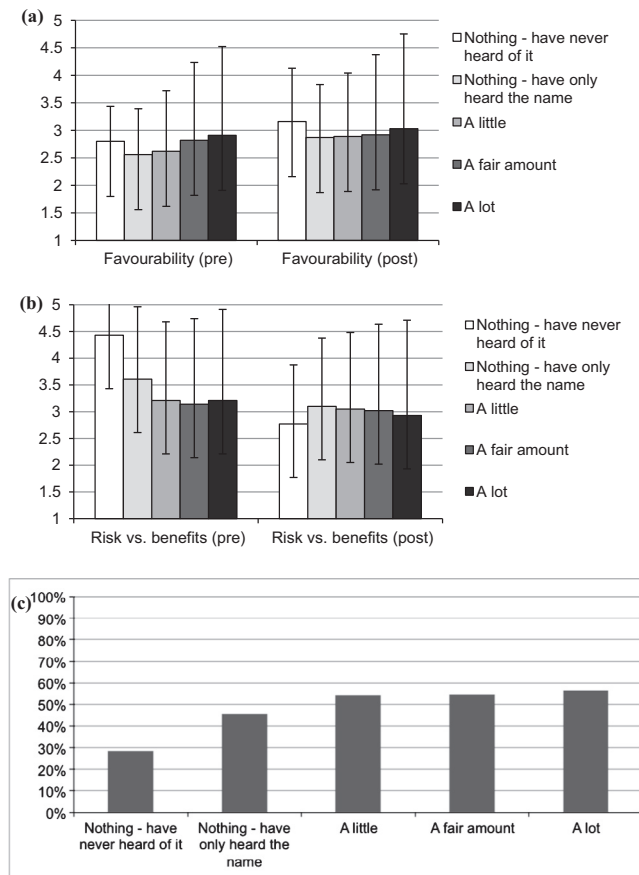 (a)
5
4.5
4
3.5
3
2.5
2
1.5
1
Favourability (pre)
Favourability (post)
Nothing - have never
heard of it
Nothing - have only
heard the name
A little
A fair amount
A lot
(b)
5
4.5
4
3.5
3
2.5
2
1.5
1
Risk vs. benefits (pre)
Risk vs. benefits (post)
Nothing - have never
heard of it
Nothing - have only
heard the name
A little
A fair amount
A lot
(c)
100%
90%
80%
70%
60%
50%
40%
30%
20%
10%
0%
Nothing - have
never heard of it
Nothing - have
only heard the
name
A little
A fair amount
A lot